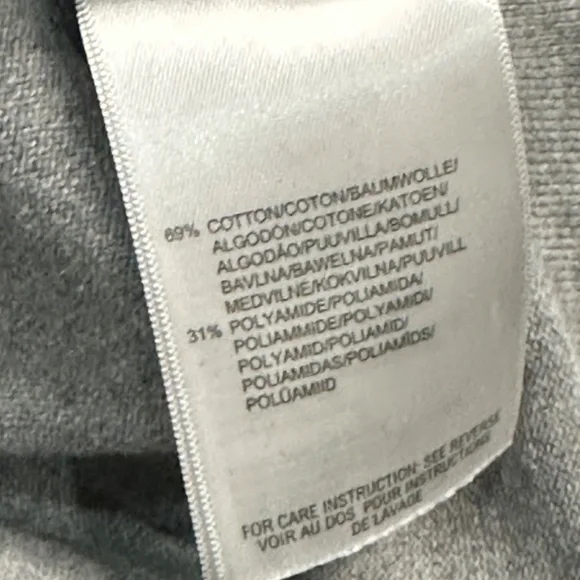 69% COTTON/COTON/BAUMWOLLE/
ALGODÓN/COTONE/KATOEN/
ALGODÃO/PUUVILLA/BOMULL/
BAVLNA/BAWEŁNA/PAMUT/
MEDVILNĖ/KOKVILNA/PUUVILL
31% POLYAMIDE/POLIAMIDA/
POLIAMMIDE/POLYAMIDI/
POLYAMID/POLIAMID/
POLIAMIDAS/POLIAMĪDS/
POLÜAMIID
FOR CARE INSTRUCTION: SEE REVERSE
VOIR AU DOS POUR INSTRUCTIONS
DE LAVAGE